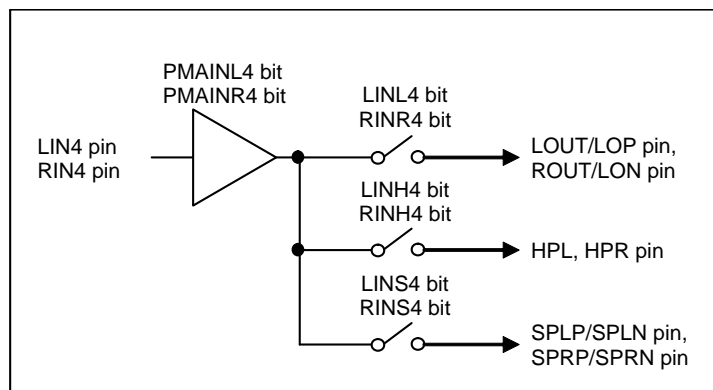 PMAINL4 bit
PMAINR4 bit
LINL4 bit
RINR4 bit
LIN4 pin
RIN4 pin
LOUT/LOP pin,
ROUT/LON pin
LINH4 bit
RINH4 bit
HPL, HPR pin
LINS4 bit
RINS4 bit
SPLP/SPLN pin,
SPRP/SPRN pin